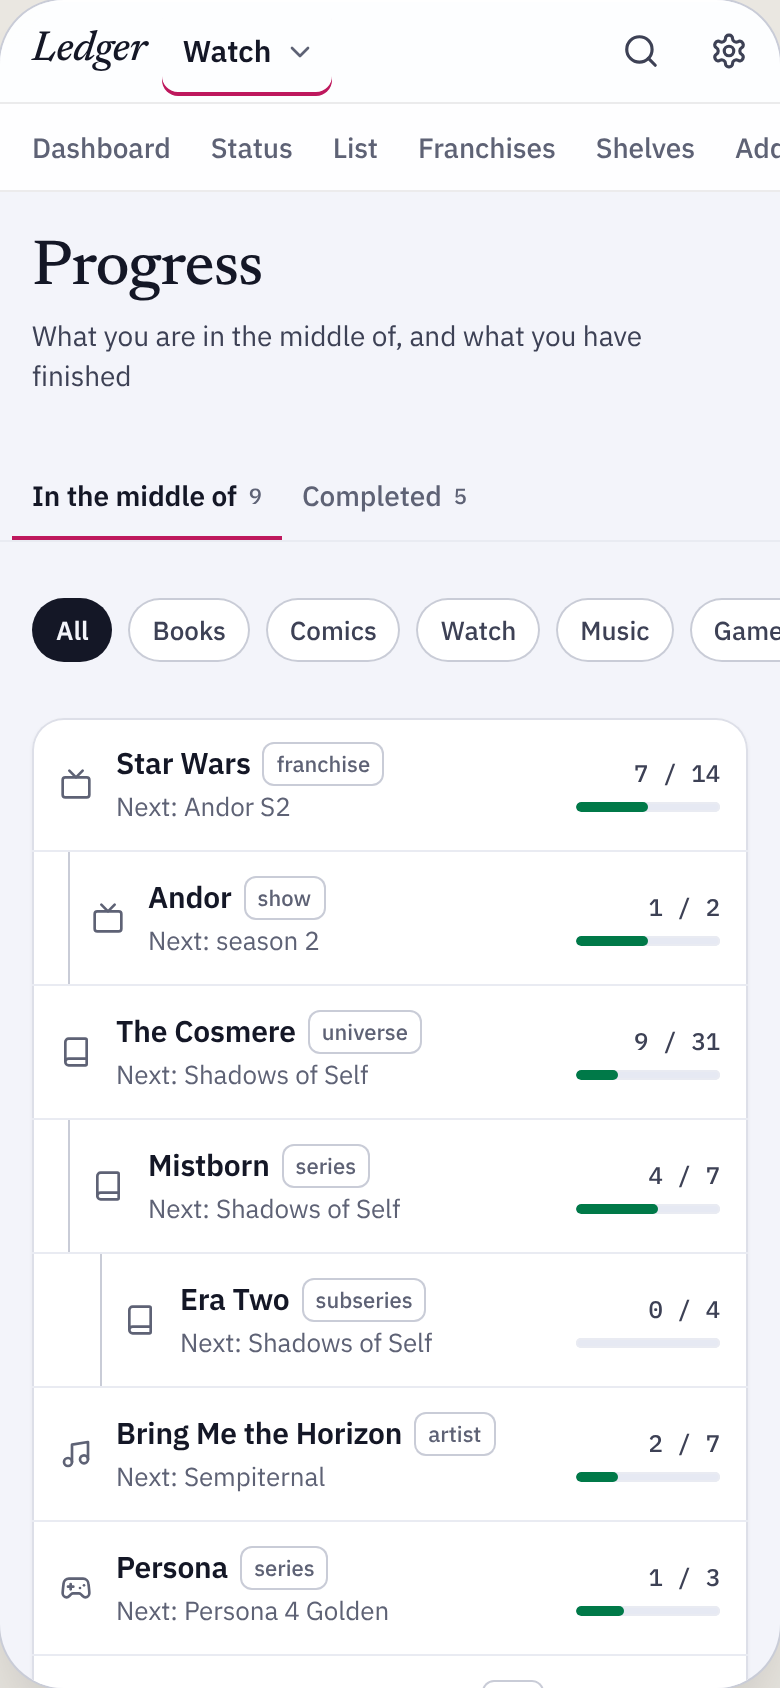 Ledger Watch
Dashboard Status List Franchises Shelves Add
Progress
What you are in the middle of, and what you have
finished
In the middle of 9 Completed 5
All Books Comics Watch Music Game
Star Wars franchise 7 / 14
Next: Andor S2
Andor show 1 / 2
Next: season 2
The Cosmere universe 9 / 31
Next: Shadows of Self
Mistborn series 4 / 7
Next: Shadows of Self
Era Two subseries 0 / 4
Next: Shadows of Self
Bring Me the Horizon artist 2 / 7
Next: Sempiternal
Persona series 1 / 3
Next: Persona 4 Golden